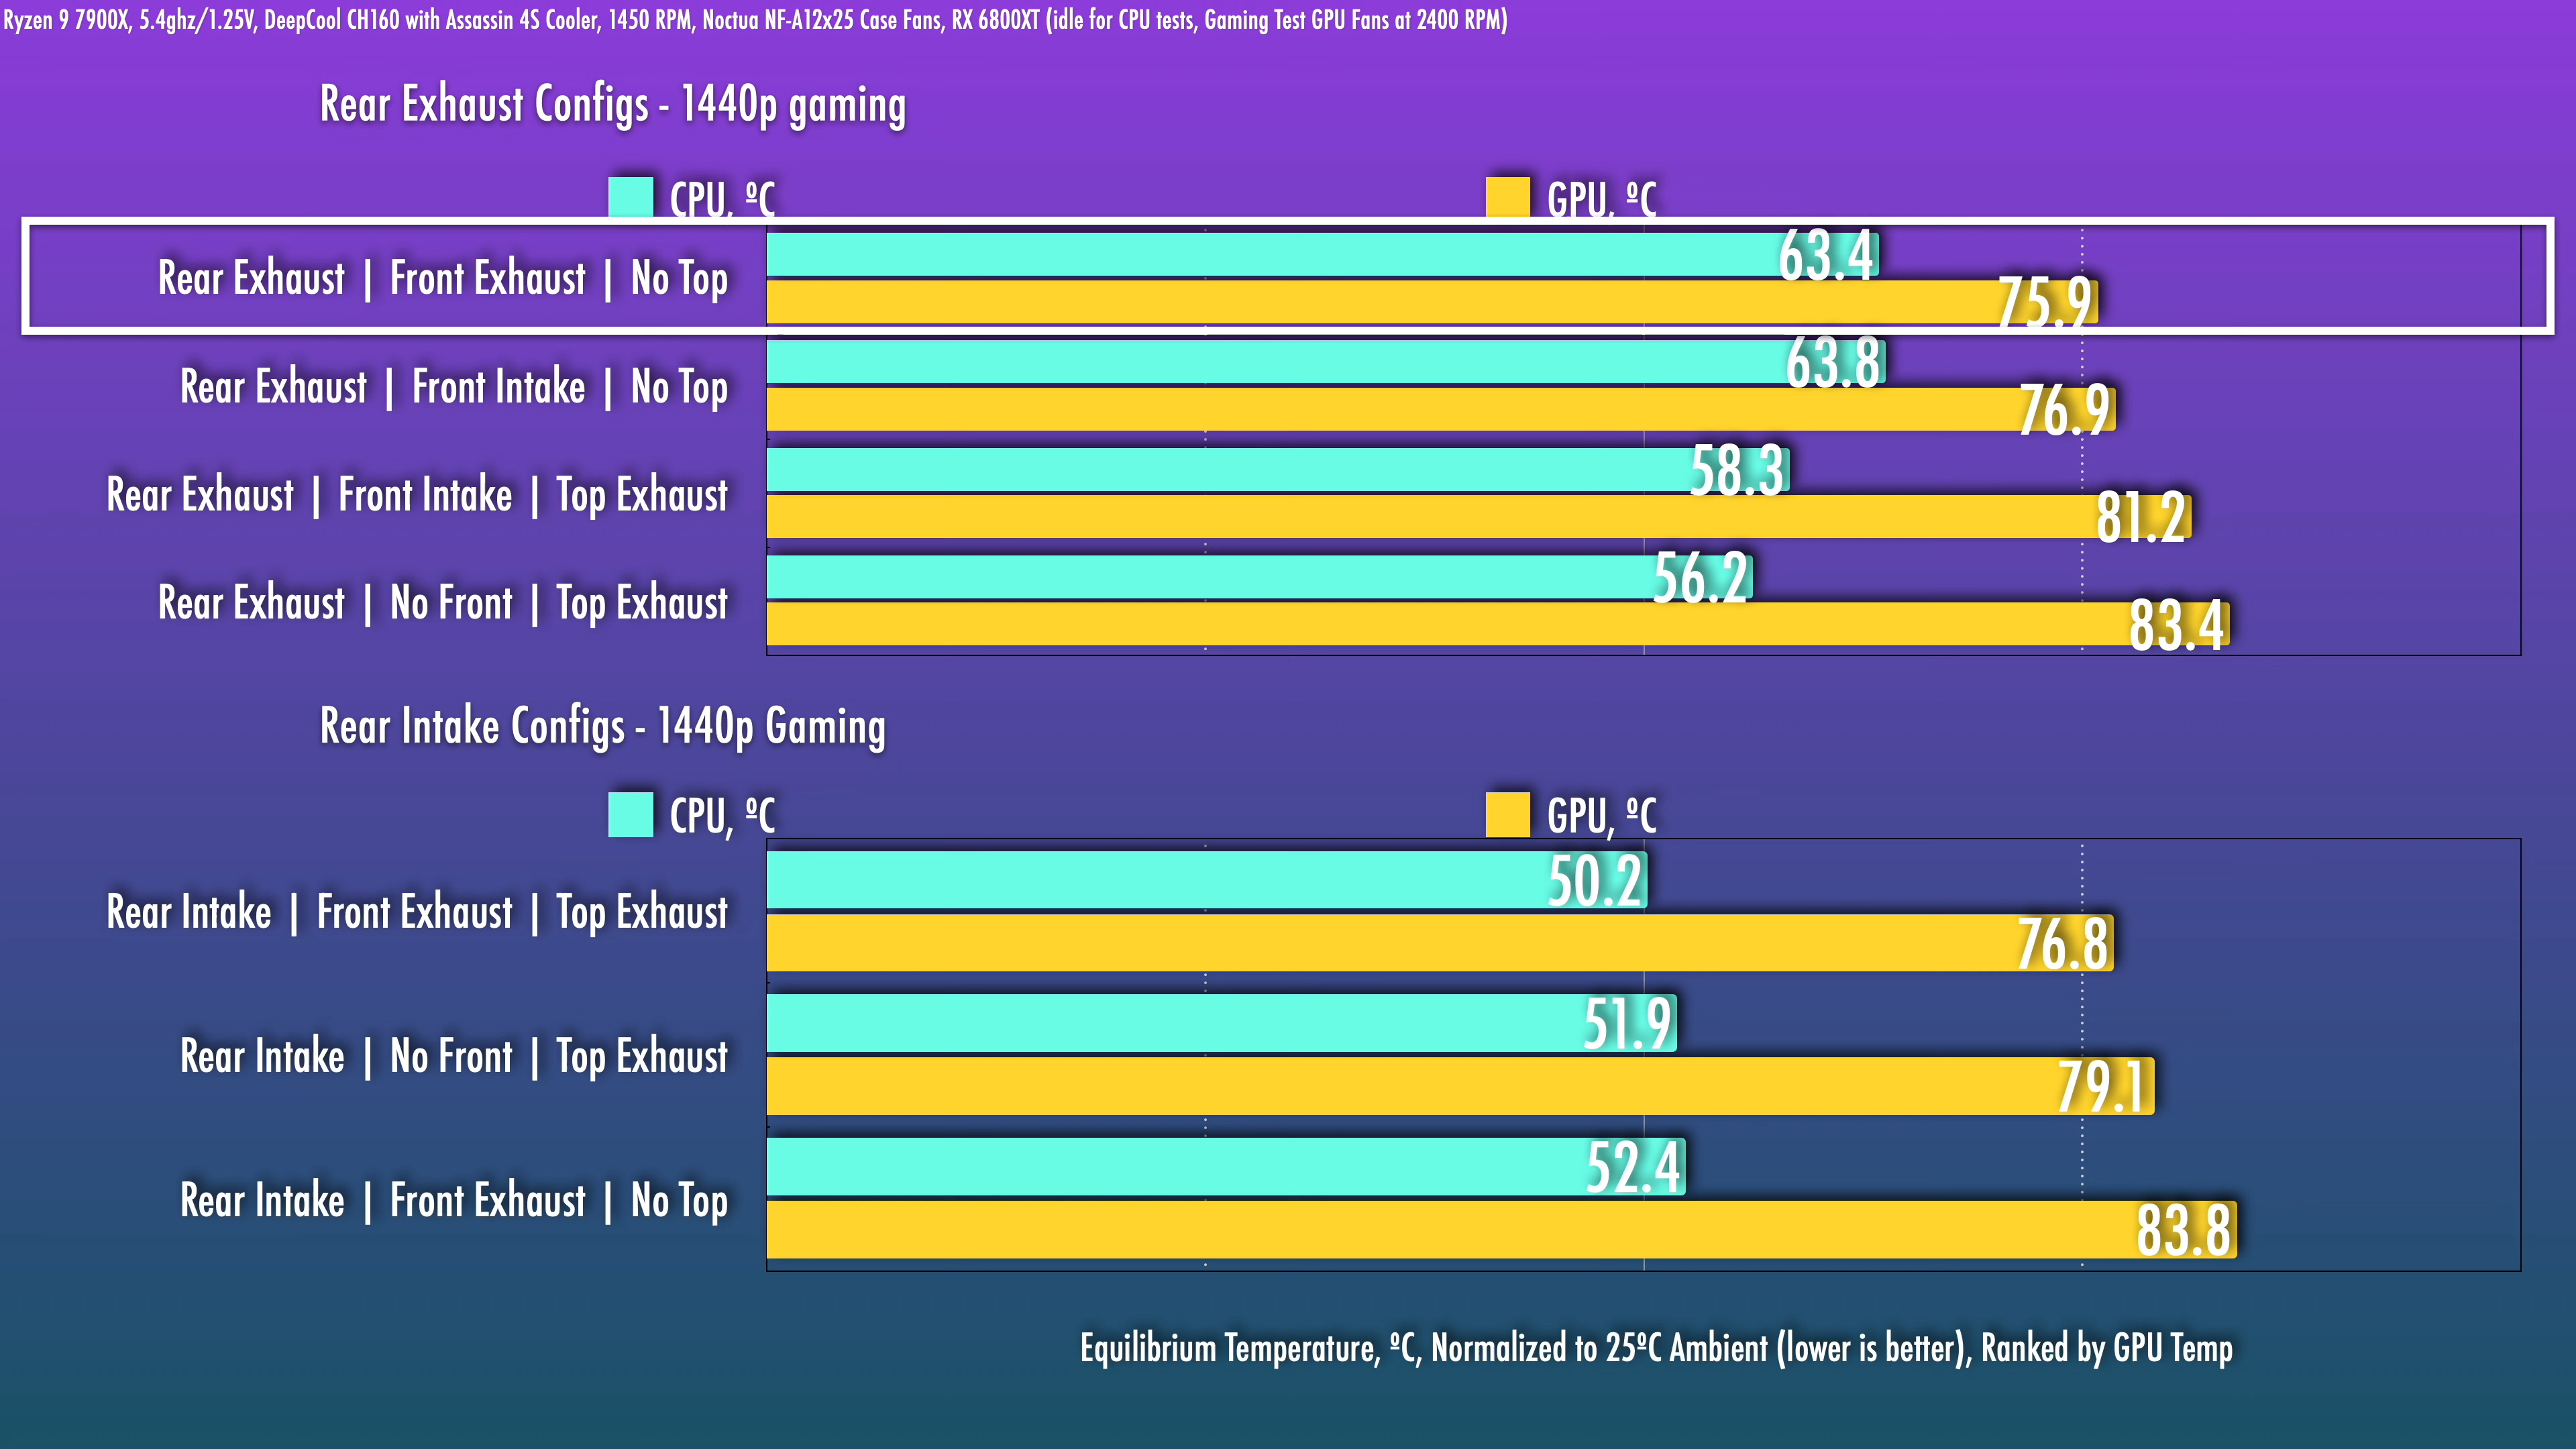 Ryzen 9 7900X, 5.4ghz/1.25V, DeepCool CH160 with Assassin 4S Cooler, 1450 RPM, Noctua NF-A12x25 Case Fans, RX 6800XT (idle for CPU tests, Gaming Test GPU Fans at 2400 RPM)
Rear Exhaust Configs - 1440p gaming
CPU, ºC
GPU, ºC
Rear Exhaust | Front Exhaust | No Top
63.4
75.9
Rear Exhaust | Front Intake | No Top
63.8
76.9
Rear Exhaust | Front Intake | Top Exhaust
58.3
81.2
Rear Exhaust | No Front | Top Exhaust
56.2
83.4
Rear Intake Configs - 1440p Gaming
CPU, ºC
GPU, ºC
Rear Intake | Front Exhaust | Top Exhaust
50.2
76.8
Rear Intake | No Front | Top Exhaust
51.9
79.1
Rear Intake | Front Exhaust | No Top
52.4
83.8
Equilibrium Temperature, ºC, Normalized to 25ºC Ambient (lower is better), Ranked by GPU Temp